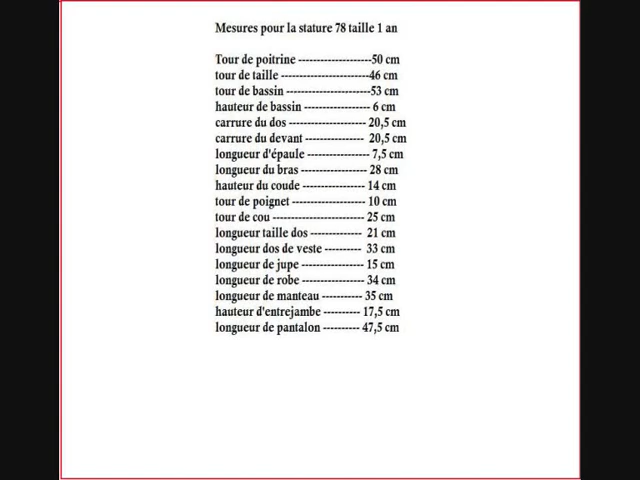 Mesures pour la stature 78 taille 1 an
Tour de poitrine --------------------50 cm
tour de taille ------------------------46 cm
tour de bassin -----------------------53 cm
hauteur de bassin ------------------ 6 cm
carrure du dos --------------------- 20,5 cm
carrure du devant ---------------- 20,5 cm
longueur d'épaule ----------------- 7,5 cm
longueur du bras ------------------ 28 cm
hauteur du coude ----------------- 14 cm
tour de poignet -------------------- 10 cm
tour de cou ------------------------- 25 cm
longueur taille dos -------------- 21 cm
longueur dos de veste ---------- 33 cm
longueur de jupe ----------------- 15 cm
longueur de robe ----------------- 34 cm
longueur de manteau ----------- 35 cm
hauteur d'entrejambe ---------- 17,5 cm
longueur de pantalon ---------- 47,5 cm